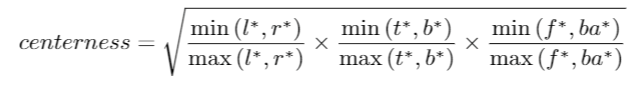 centerness = √(min (l*, r*) / max (l*, r*) × min (t*, b*) / max (t*, b*) × min (f*, ba*) / max (f*, ba*))